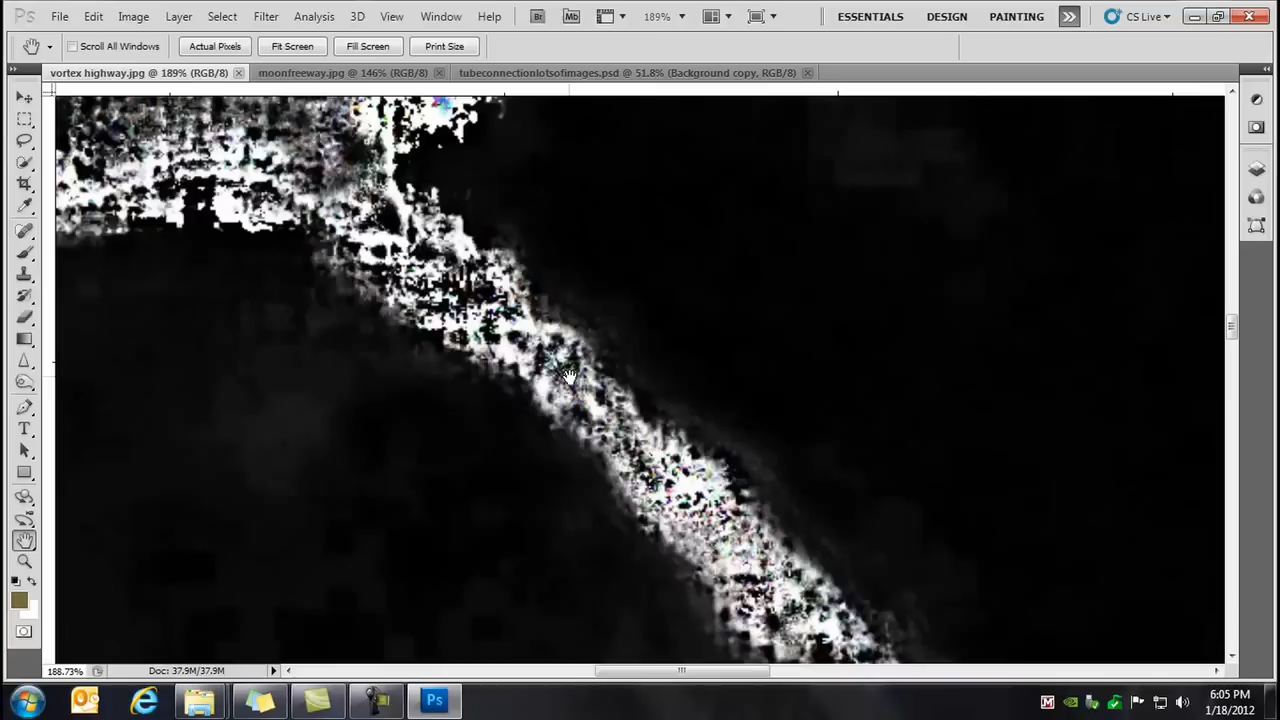 Ps File Edit Image Layer Select Filter Analysis 3D View Window Help Br Mb 189% ESSENTIALS DESIGN PAINTING CS Live
Scroll All Windows Actual Pixels Fit Screen Fill Screen Print Size
vortex highway.jpg @ 189% (RGB/8) moonfreeway.jpg @ 146% (RGB/8) tubeconnectionlotsofimages.psd @ 51.8% (Background copy, RGB/8)
T
188.73% Doc: 37.9M/37.9M
Ps
6:05 PM
1/18/2012